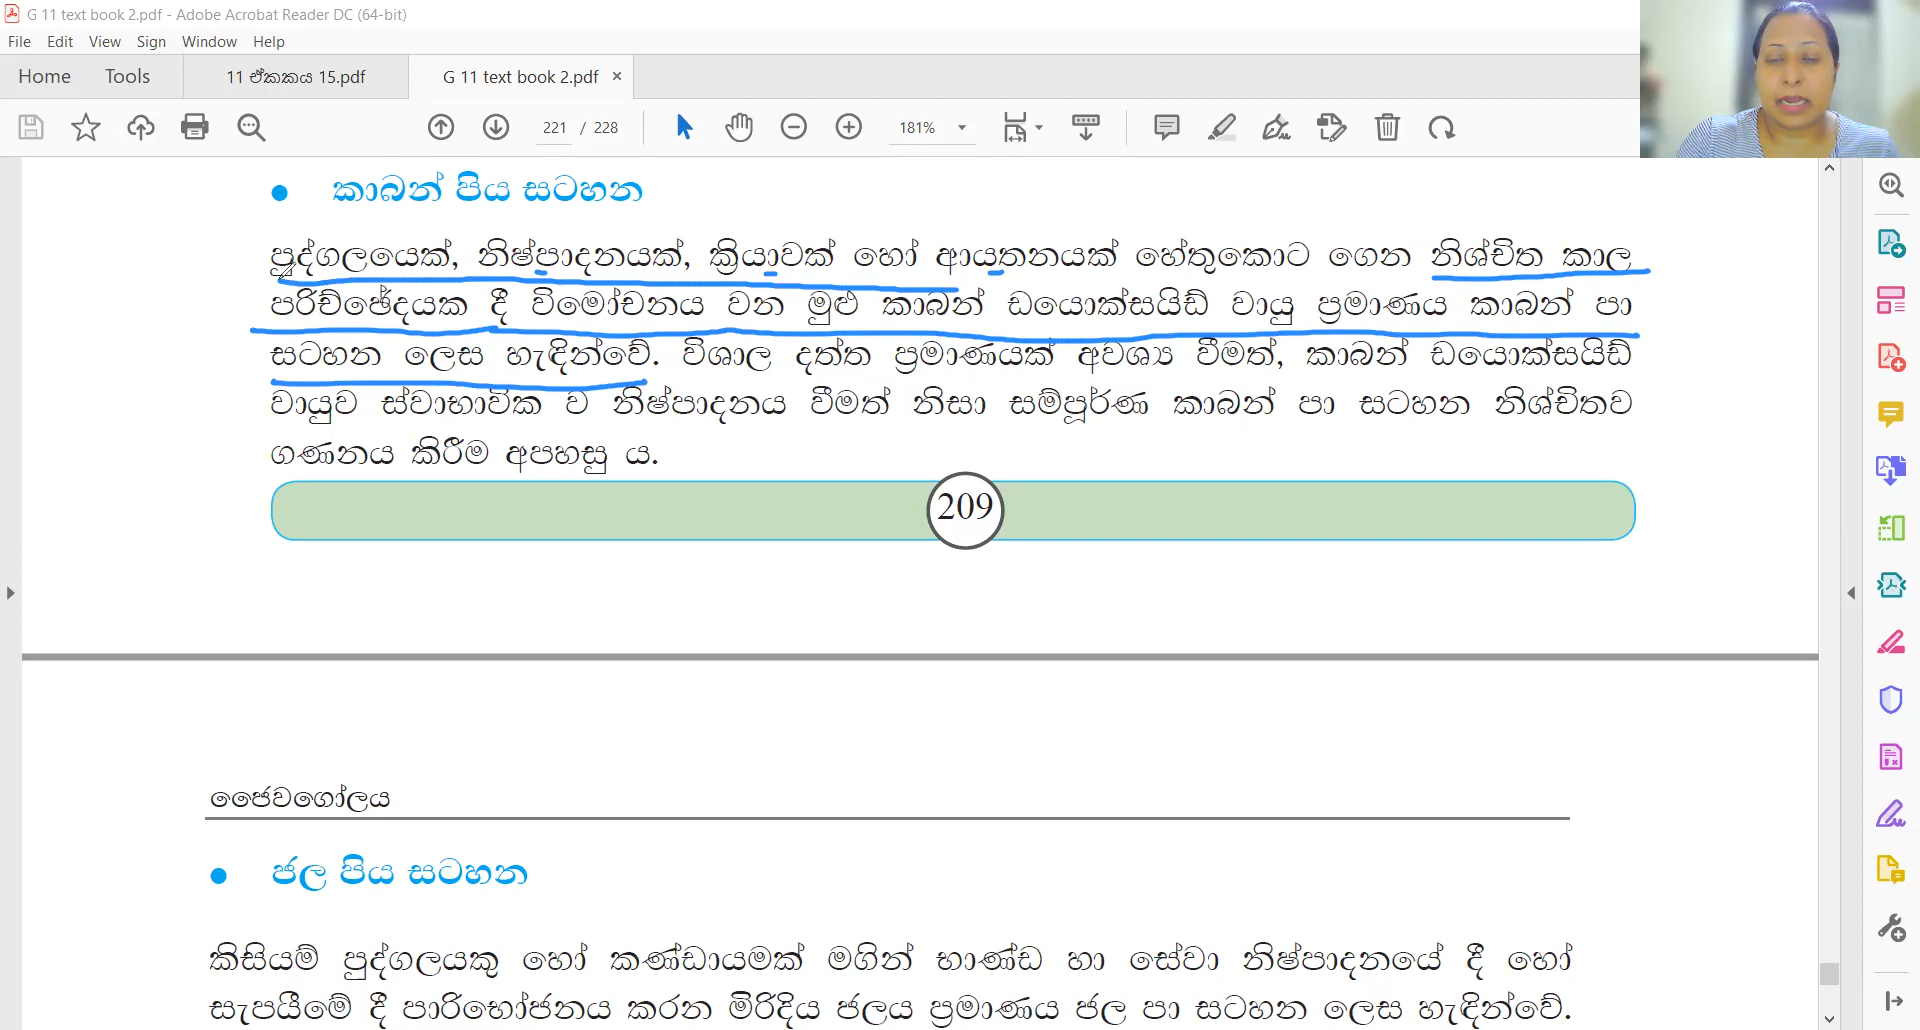 G 11 text book 2.pdf - Adobe Acrobat Reader DC (64-bit)
File Edit View Sign Window Help
Home Tools 11 ඒකකය 15.pdf G 11 text book 2.pdf ×
221 / 228 181%
• කාබන් පිය සටහන
පුද්ගලයෙක්, නිෂ්පාදනයක්, ක්‍රියාවක් හෝ ආයතනයක් හේතුකොට ගෙන නිශ්චිත කාල
පරිච්ඡේදයක දී විමෝචනය වන මුළු කාබන් ඩයොක්සයිඩ් වායු ප්‍රමාණය කාබන් පා
සටහන ලෙස හැඳින්වේ. විශාල දත්ත ප්‍රමාණයක් අවශ්‍ය වීමත්, කාබන් ඩයොක්සයිඩ්
වායුව ස්වාභාවික ව නිෂ්පාදනය වීමත් නිසා සම්පූර්ණ කාබන් පා සටහන නිශ්චිතව
ගණනය කිරීම අපහසු ය.
209
ජෛවගෝලය
• ජල පිය සටහන
කිසියම් පුද්ගලයකු හෝ කණ්ඩායමක් මගින් භාණ්ඩ හා සේවා නිෂ්පාදනයේ දී හෝ
සැපයීමේ දී පාරිභෝජනය කරන මිරිදිය ජලය ප්‍රමාණය ජල පා සටහන ලෙස හැඳින්වේ.